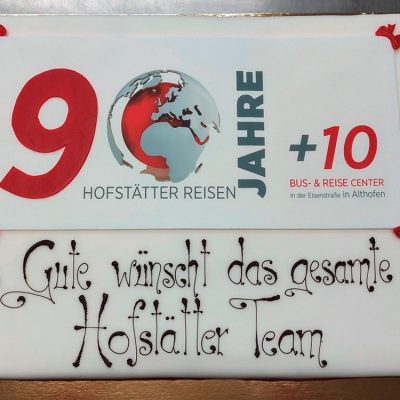 90 JAHRE
HOFSTÄTTER REISEN
+10
BUS- & REISE CENTER
in der Eisenstraße in Althofen
Gute wünscht das gesamte
Hofstätter Team